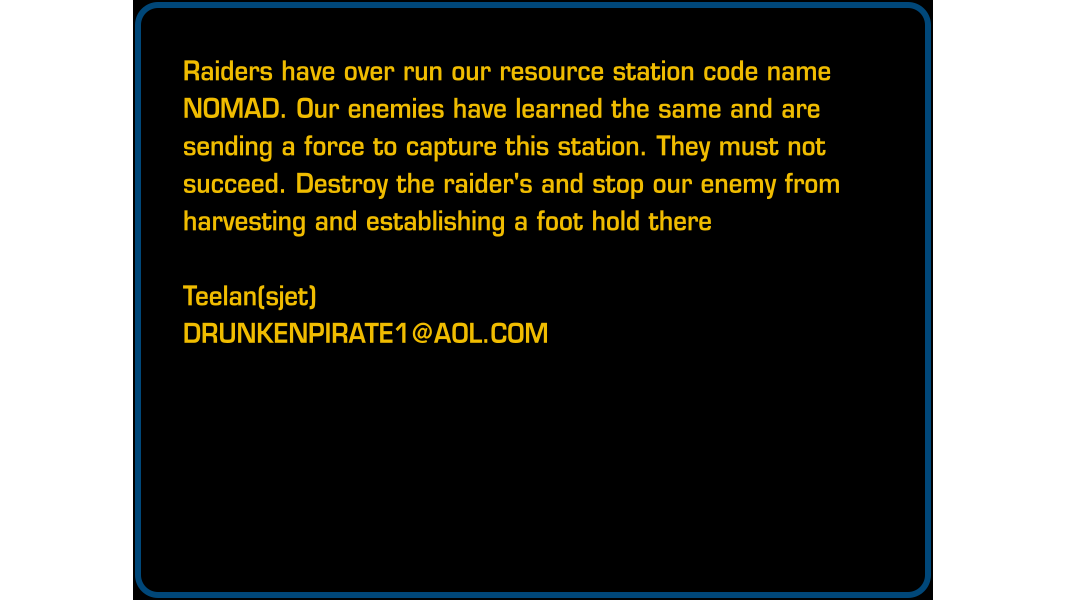 Raiders have over run our resource station code name
NOMAD. Our enemies have learned the same and are
sending a force to capture this station. They must not
succeed. Destroy the raider's and stop our enemy from
harvesting and establishing a foot hold there
Teelan(sjet)
DRUNKENPIRATE1@AOL.COM